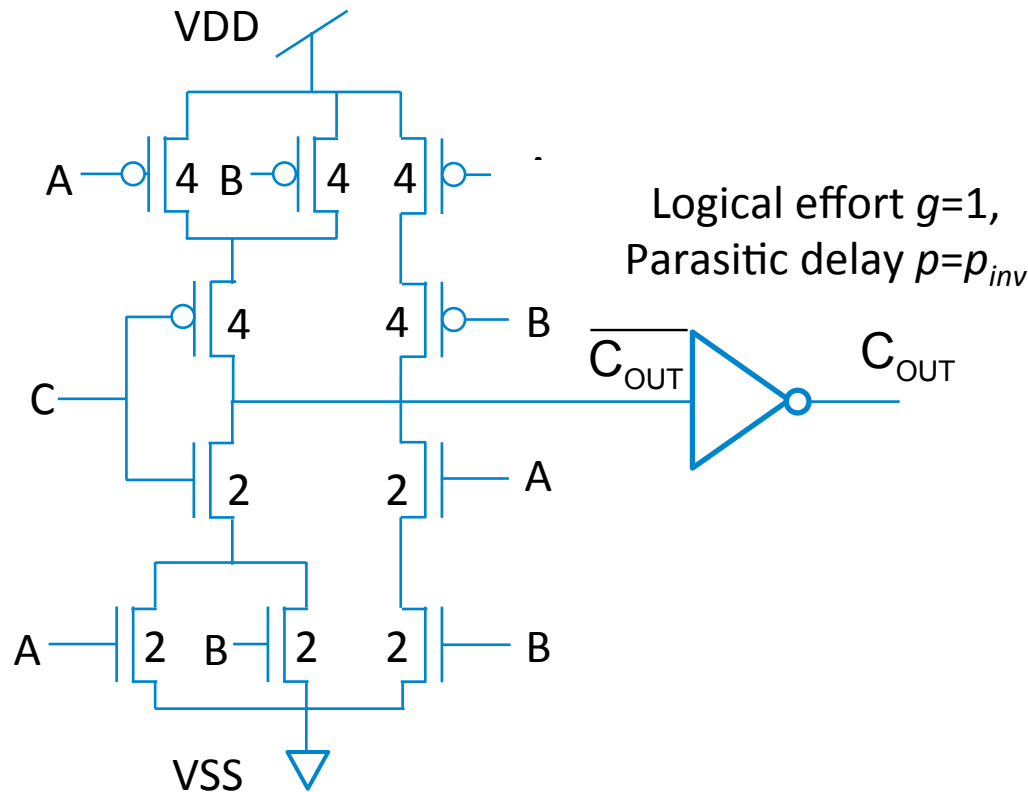 VDD
A 4 B 4 4
Logical effort g=1,
Parasitic delay p=pinv
4 4 B
COUT COUT
C
2 2 A
A 2 B 2 2 B
VSS